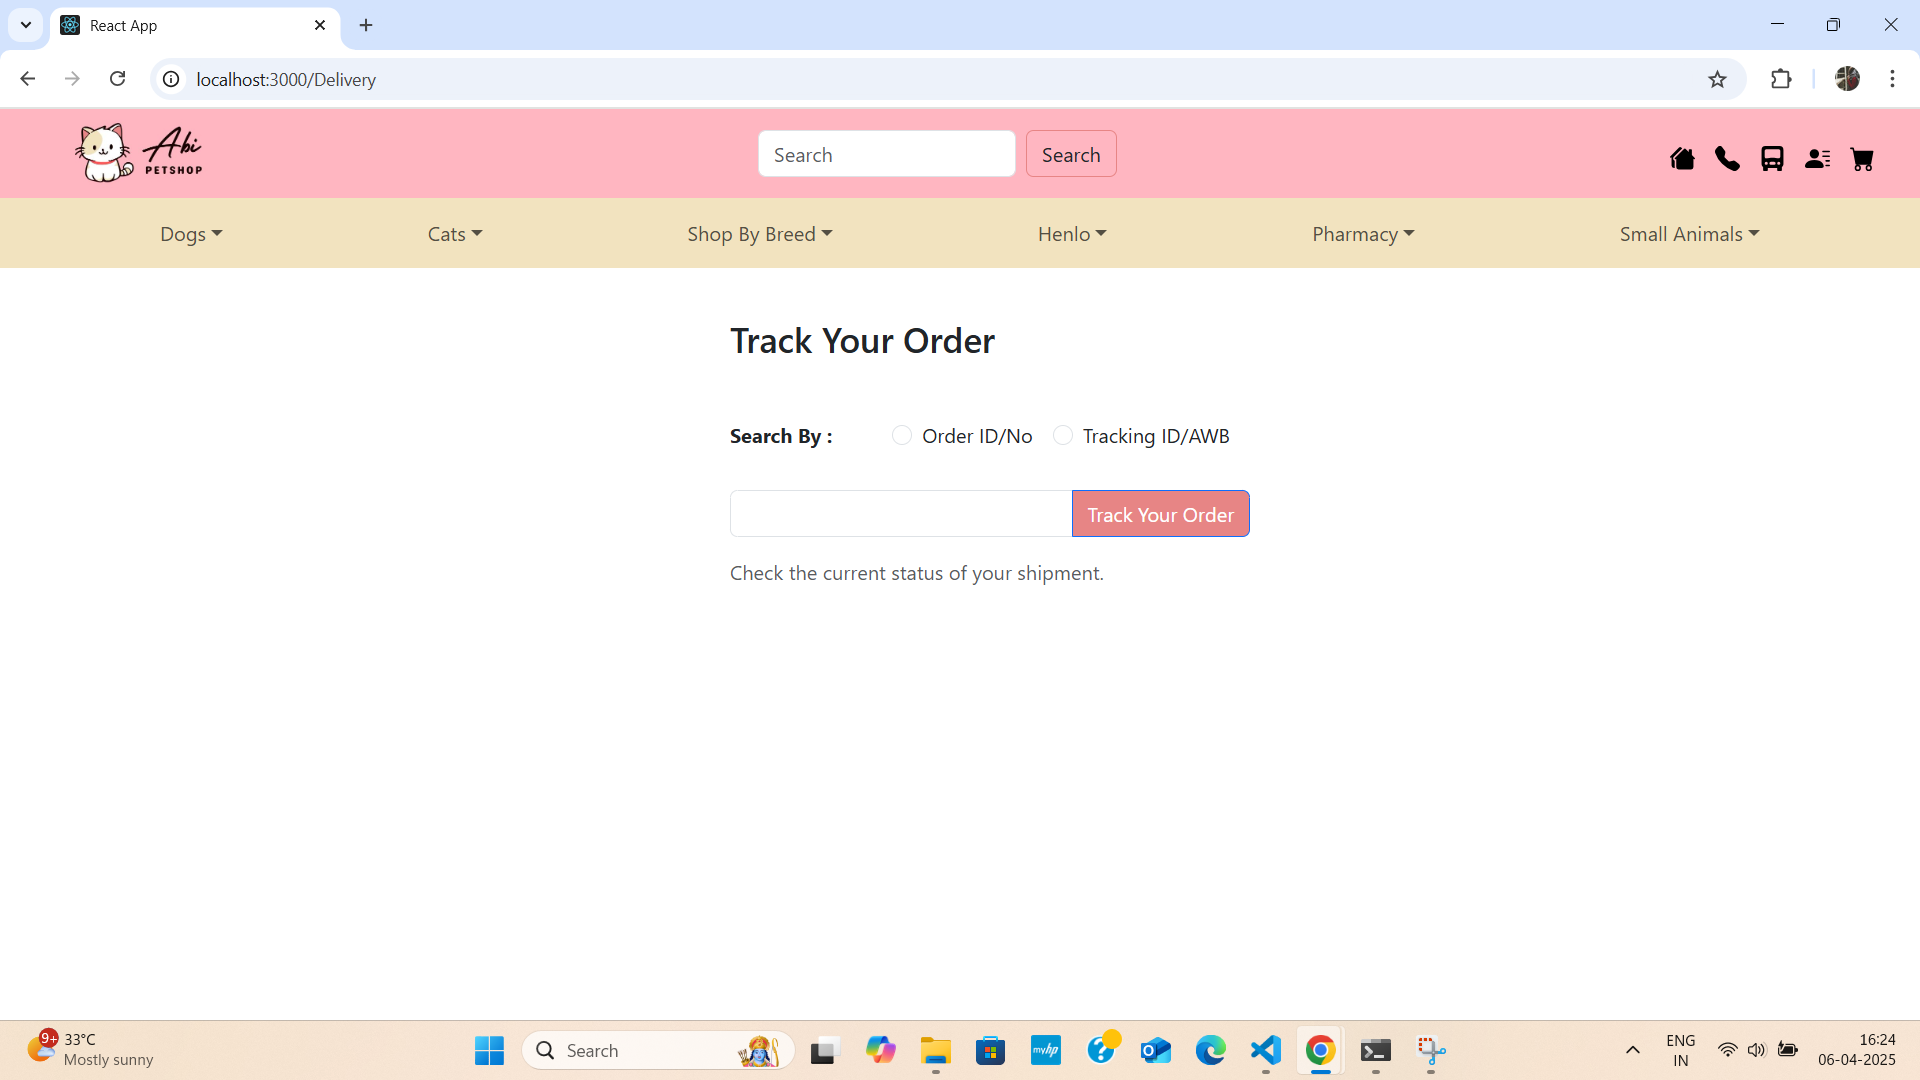 React App
localhost:3000/Delivery
Abi
PETSHOP
Search
Search
Dogs
Cats
Shop By Breed
Henlo
Pharmacy
Small Animals
Track Your Order
Search By :
Order ID/No
Tracking ID/AWB
Track Your Order
Check the current status of your shipment.
9+
33°C
Mostly sunny
Search
myhp
ENG
IN
16:24
06-04-2025